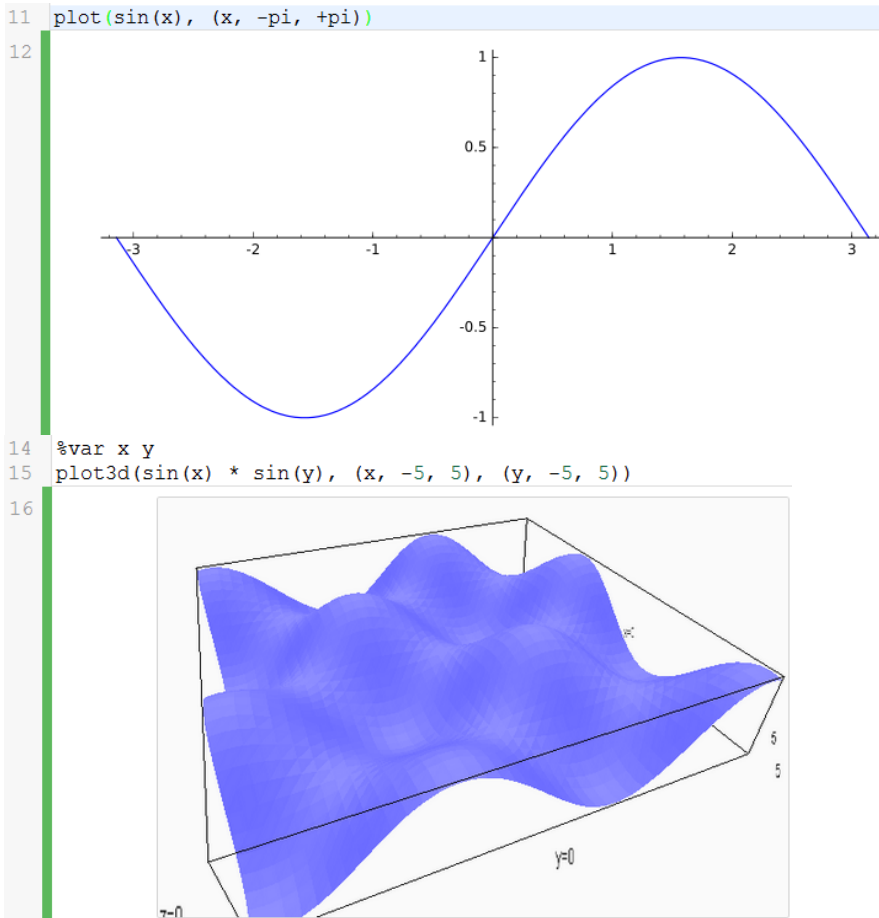 11 plot(sin(x), (x, -pi, +pi))
12
1
0.5
-3 -2 -1 1 2 3
-0.5
-1
14 %var x y
15 plot3d(sin(x) * sin(y), (x, -5, 5), (y, -5, 5))
16
5
5
y=0
z=0